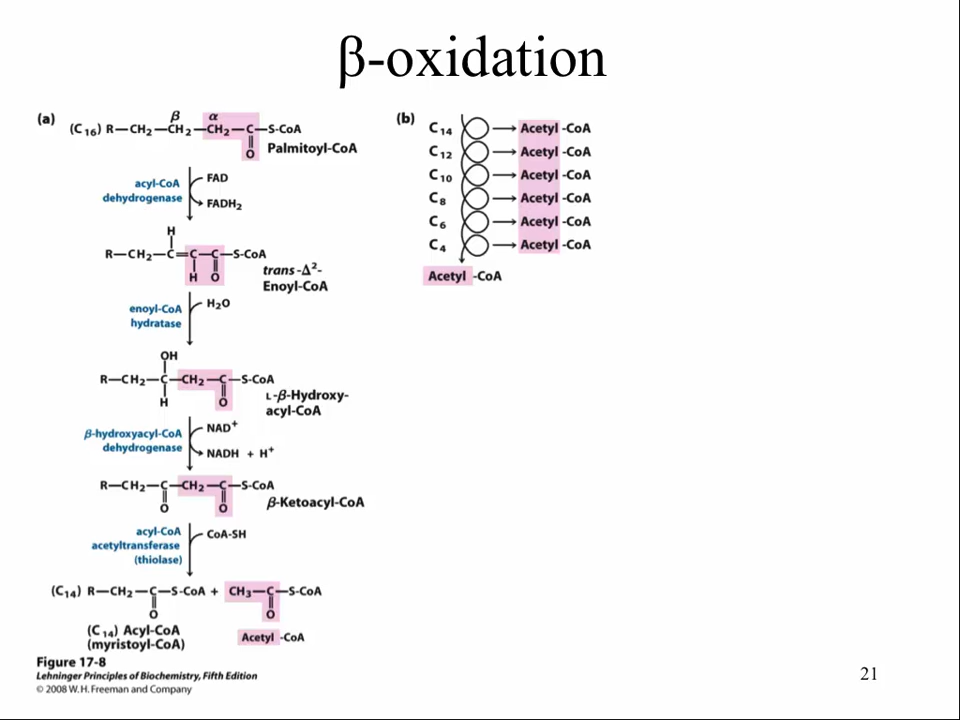 β-oxidation
(a)
β α
(C16) R—CH2—CH2—CH2—C—S-CoA
O
Palmitoyl-CoA
acyl-CoA
dehydrogenase
FAD
FADH2
H
R—CH2—C=C—C—S-CoA
H O
trans-Δ2-
Enoyl-CoA
enoyl-CoA
hydratase
H2O
OH
R—CH2—C—CH2—C—S-CoA
H O
L-β-Hydroxy-
acyl-CoA
β-hydroxyacyl-CoA
dehydrogenase
NAD+
NADH + H+
R—CH2—C—CH2—C—S-CoA
O O
β-Ketoacyl-CoA
acyl-CoA
acetyltransferase
(thiolase)
CoA-SH
(C14) R—CH2—C—S-CoA + CH3—C—S-CoA
O O
(C14) Acyl-CoA
(myristoyl-CoA)
Acetyl -CoA
(b)
C14 Acetyl -CoA
C12 Acetyl -CoA
C10 Acetyl -CoA
C8 Acetyl -CoA
C6 Acetyl -CoA
C4 Acetyl -CoA
Acetyl -CoA
Figure 17-8
Lehninger Principles of Biochemistry, Fifth Edition
© 2008 W. H. Freeman and Company
21